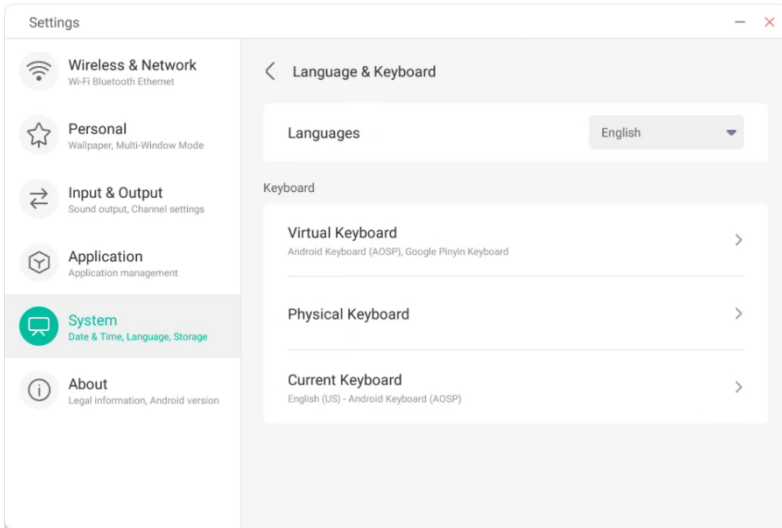 Settings
Wireless & Network
Wi-Fi Bluetooth Ethernet
Personal
Wallpaper, Multi-Window Mode
Input & Output
Sound output, Channel settings
Application
Application management
System
Date & Time, Language, Storage
About
Legal information, Android version
Language & Keyboard
Languages
English
Keyboard
Virtual Keyboard
Android Keyboard (AOSP), Google Pinyin Keyboard
Physical Keyboard
Current Keyboard
English (US) - Android Keyboard (AOSP)